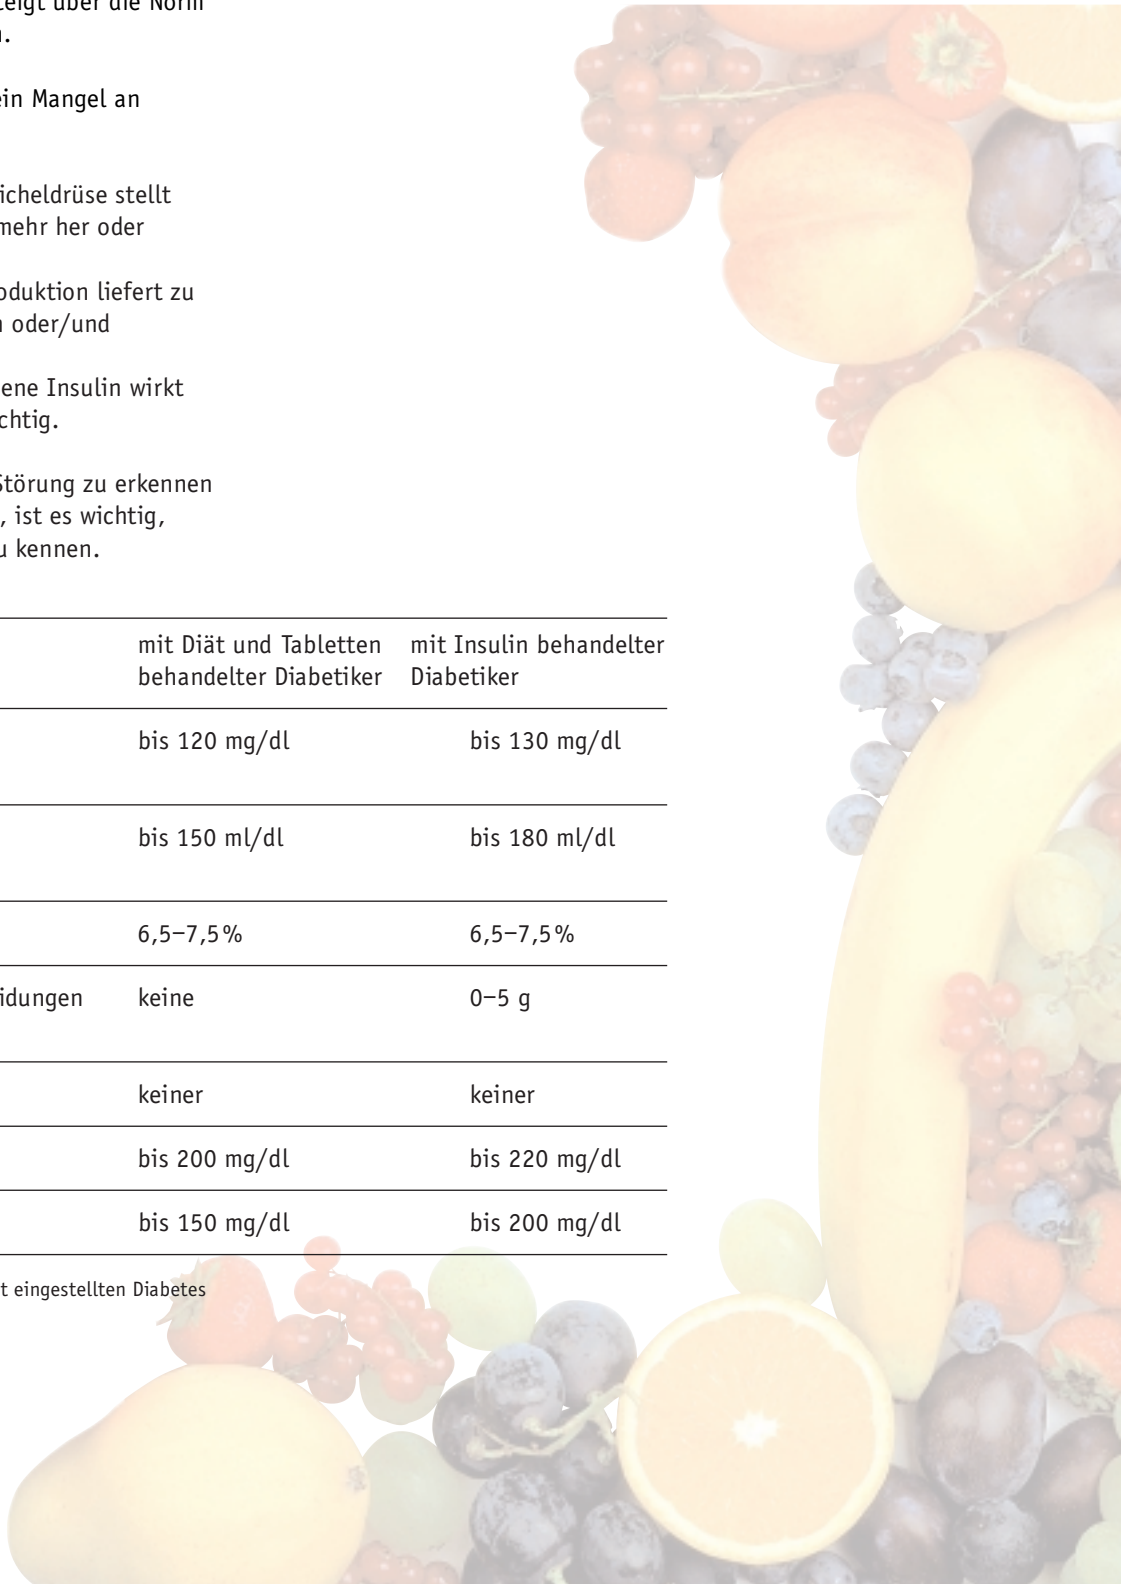 teigt über die Norm
.
ein Mangel an
icheldrüse stellt
mehr her oder
oduktion liefert zu
oder/und
ene Insulin wirkt
chtig.
Störung zu erkennen
, ist es wichtig,
u kennen.
mit Diät und Tabletten behandelter Diabetiker
mit Insulin behandelter Diabetiker
bis 120 mg/dl bis 130 mg/dl
bis 150 ml/dl bis 180 ml/dl
6,5–7,5% 6,5–7,5%
idungen keine 0–5 g
keiner keiner
bis 200 mg/dl bis 220 mg/dl
bis 150 mg/dl bis 200 mg/dl
t eingestellten Diabetes